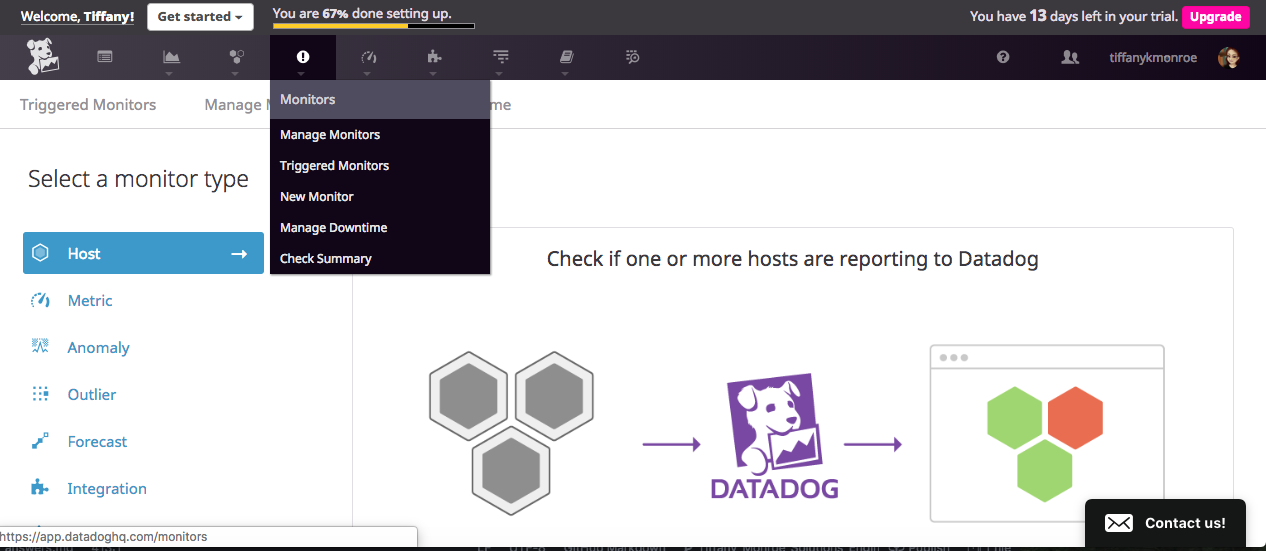 Welcome, Tiffany! Get started You are 67% done setting up. You have 13 days left in your trial. Upgrade
tiffanykmonroe
Monitors
Triggered Monitors Manage me
Manage Monitors
Triggered Monitors
New Monitor
Manage Downtime
Check Summary
Select a monitor type
Host
Metric
Anomaly
Outlier
Forecast
Integration
Check if one or more hosts are reporting to Datadog
DATADOG
Contact us!
https://app.datadoghq.com/monitors